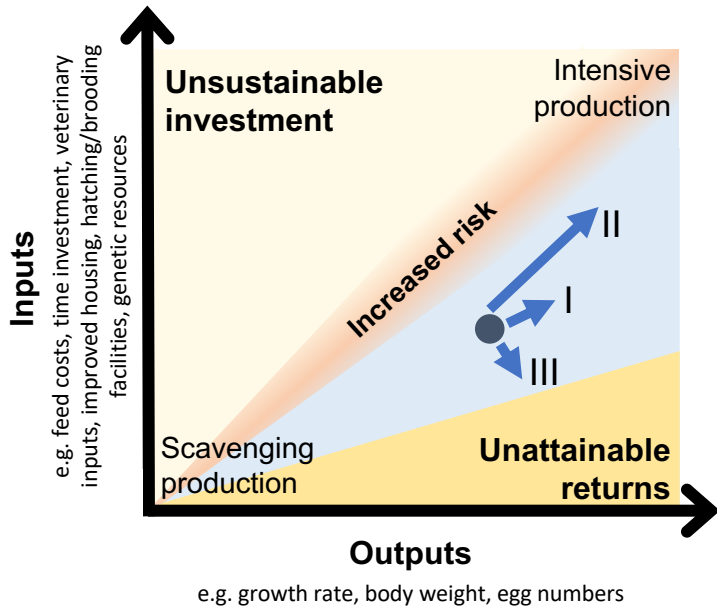 Unsustainable
investment
Intensive
production
Increased risk
II
I
III
Scavenging
production
Unattainable
returns
Inputs
e.g. feed costs, time investment, veterinary
inputs, improved housing, hatching/brooding
facilities, genetic resources
Outputs
e.g. growth rate, body weight, egg numbers